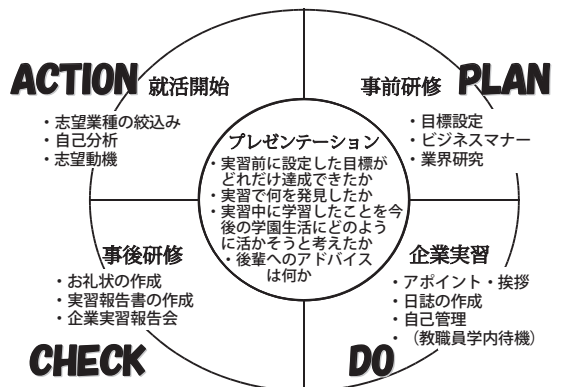 ACTION 就活開始
・志望業種の絞込み
・自己分析
・志望動機
事前研修 PLAN
・目標設定
・ビジネスマナー
・業界研究
プレゼンテーション
・実習前に設定した目標が
どれだけ達成できたか
・実習で何を発見したか
・実習中に学習したことを今
後の学園生活にどのよう
に活かそうと考えたか
・後輩へのアドバイス
は何か
事後研修
・お礼状の作成
・実習報告書の作成
・企業実習報告会
CHECK
企業実習
・アポイント・挨拶
・日誌の作成
・自己管理
・（教職員学内待機）
DO